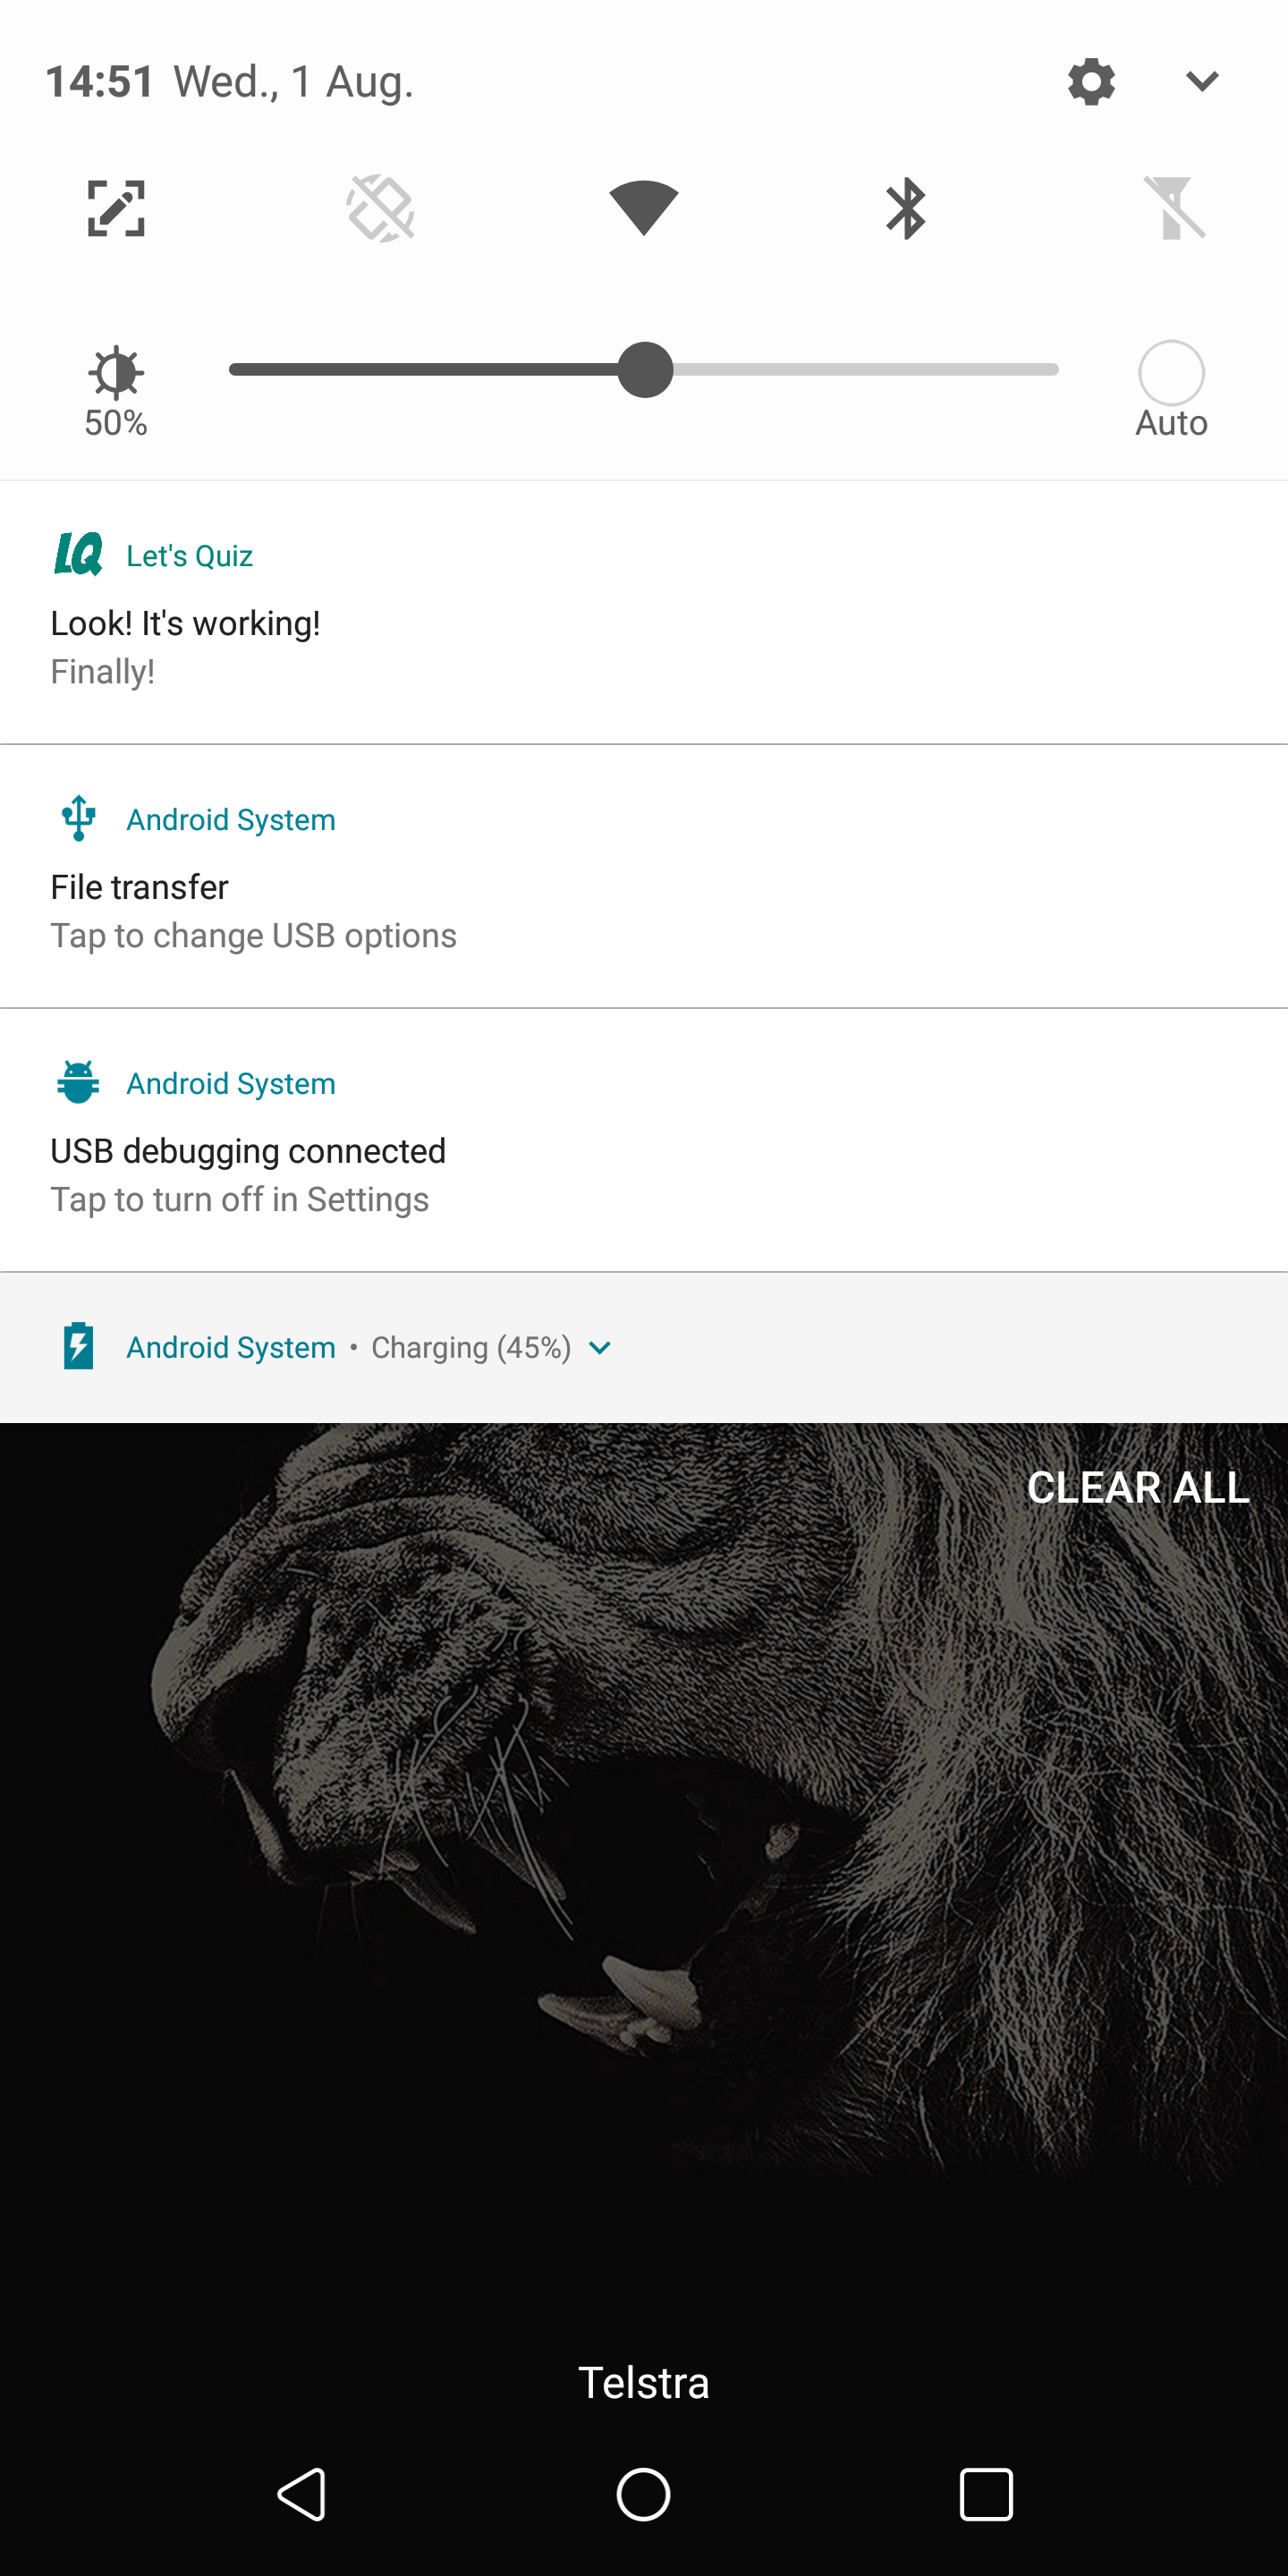 14:51 Wed., 1 Aug.
50%
Auto
LQ Let's Quiz
Look! It's working!
Finally!
Android System
File transfer
Tap to change USB options
Android System
USB debugging connected
Tap to turn off in Settings
Android System • Charging (45%)
CLEAR ALL
Telstra